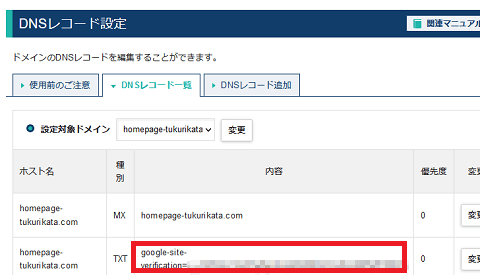 DNSレコード設定
関連マニュアル
ドメインのDNSレコードを編集することができます。
使用前のご注意
DNSレコード一覧
DNSレコード追加
設定対象ドメイン
homepage-tukurikata
変更
ホスト名
種別
内容
優先度
変更
homepage-
tukurikata.com
MX
homepage-tukurikata.com
0
変更
homepage-
tukurikata.com
TXT
google-site-
verification=
0
変更